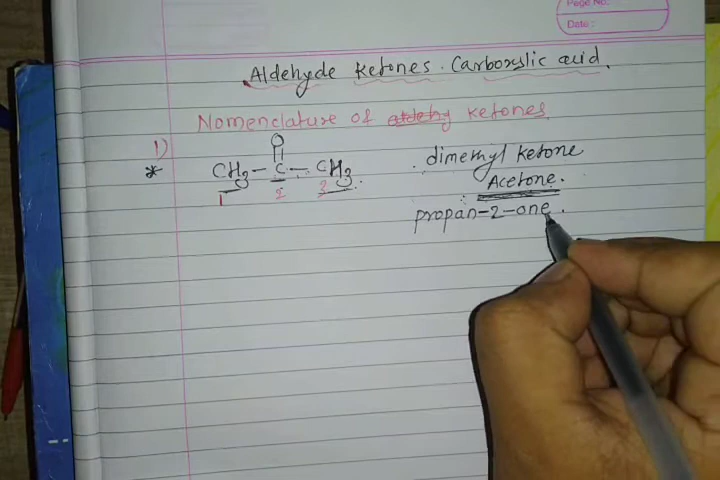 Page No:
Date:
Aldehyde Ketones. Carboxylic acid.
Nomenclature of aldehy ketones
1)
O
* CH3 – C – CH3
1 2 3
dimethyl ketone
Acetone.
propan-2-one.